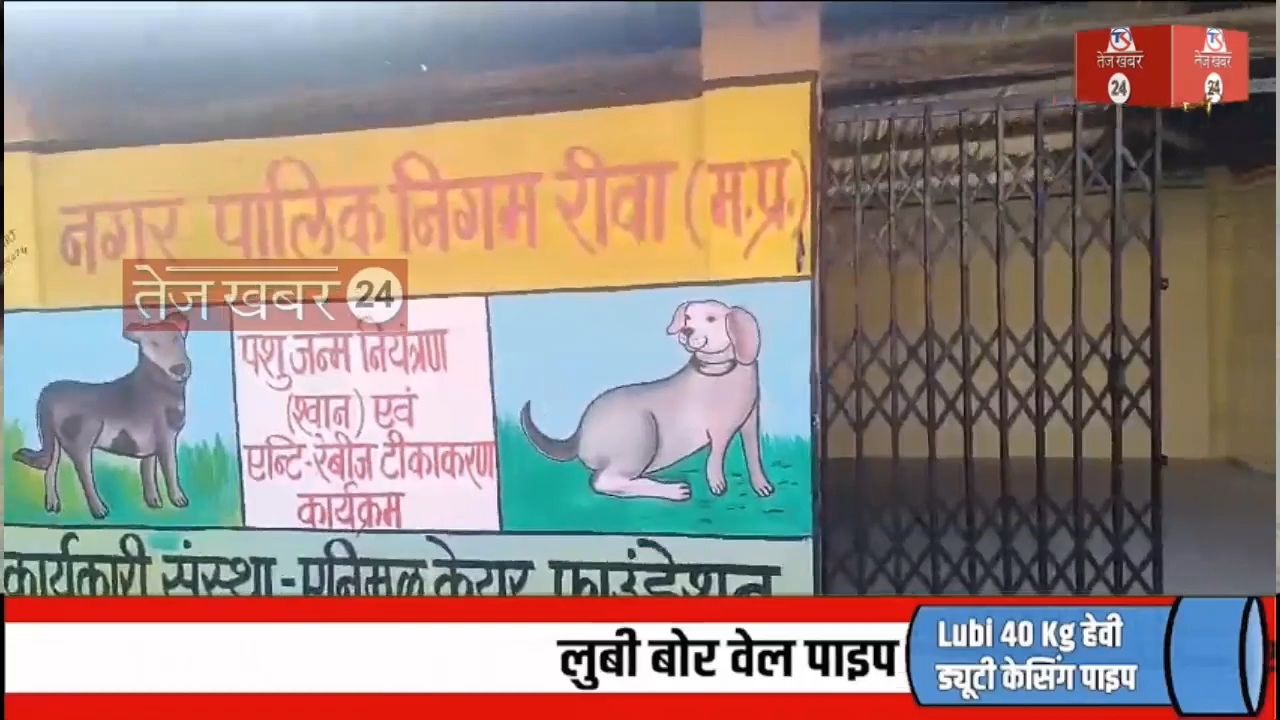 तेज खबर
24
तेज खबर
24
नगर पालिक निगम रीवा (म.प्र.)
तेज खबर 24
पशु जन्म नियंत्रण
(श्वान) एवं
एन्टि-रेबीज टीकाकरण
कार्यक्रम
कार्यकारी संस्था-एनिमल केयर फाउंडेशन
लुबी बोर वेल पाइप
Lubi 40 Kg हेवी
ड्यूटी केसिंग पाइप